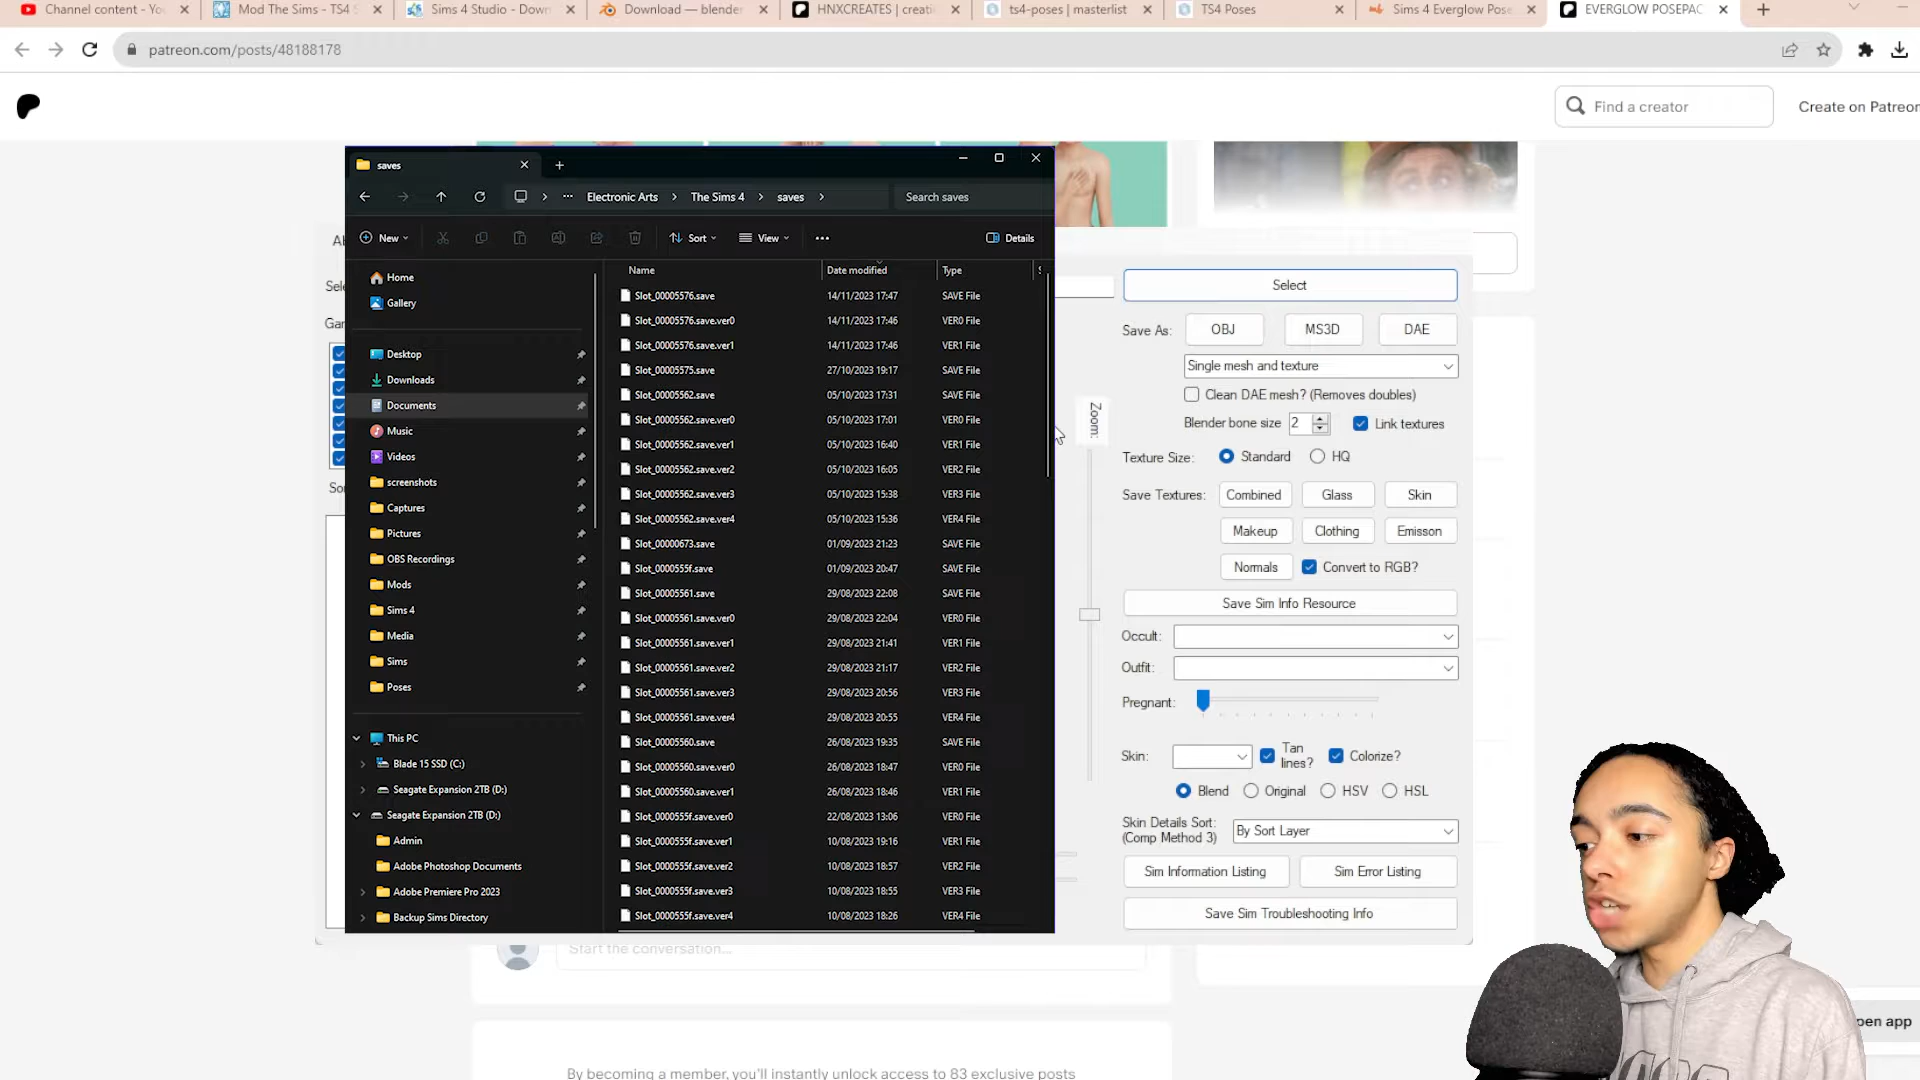 Channel content - Yo
Mod The Sims - TS4 S
Sims 4 Studio - Down
Download — blender
HNXCREATES | creati
ts4-poses | masterlist
TS4 Poses
Sims 4 Everglow Pose
EVERGLOW POSEPAC
patreon.com/posts/48188178
Find a creator
Create on Patreon
saves
Electronic Arts > The Sims 4 > saves >
Search saves
New
Sort
View
Details
Name Date modified Type
Home
Gallery
Desktop
Downloads
Documents
Music
Videos
screenshots
Captures
Pictures
OBS Recordings
Mods
Sims 4
Media
Sims
Poses
This PC
Blade 15 SSD (C:)
Seagate Expansion 2TB (D:)
Seagate Expansion 2TB (D:)
Admin
Adobe Photoshop Documents
Adobe Premiere Pro 2023
Backup Sims Directory
Slot_00005576.save 14/11/2023 17:47 SAVE File
Slot_00005576.save.ver0 14/11/2023 17:46 VER0 File
Slot_00005576.save.ver1 14/11/2023 17:46 VER1 File
Slot_00005575.save 27/10/2023 19:17 SAVE File
Slot_00005562.save 05/10/2023 17:31 SAVE File
Slot_00005562.save.ver0 05/10/2023 17:01 VER0 File
Slot_00005562.save.ver1 05/10/2023 16:40 VER1 File
Slot_00005562.save.ver2 05/10/2023 16:05 VER2 File
Slot_00005562.save.ver3 05/10/2023 15:38 VER3 File
Slot_00005562.save.ver4 05/10/2023 15:36 VER4 File
Slot_00000673.save 01/09/2023 21:23 SAVE File
Slot_0000555f.save 01/09/2023 20:47 SAVE File
Slot_00005561.save 29/08/2023 22:08 SAVE File
Slot_00005561.save.ver0 29/08/2023 22:04 VER0 File
Slot_00005561.save.ver1 29/08/2023 21:41 VER1 File
Slot_00005561.save.ver2 29/08/2023 21:17 VER2 File
Slot_00005561.save.ver3 29/08/2023 20:56 VER3 File
Slot_00005561.save.ver4 29/08/2023 20:55 VER4 File
Slot_00005560.save 26/08/2023 19:35 SAVE File
Slot_00005560.save.ver0 26/08/2023 18:47 VER0 File
Slot_00005560.save.ver1 26/08/2023 18:46 VER1 File
Slot_0000555f.save.ver0 22/08/2023 13:06 VER0 File
Slot_0000555f.save.ver1 10/08/2023 19:16 VER1 File
Slot_0000555f.save.ver2 10/08/2023 18:57 VER2 File
Slot_0000555f.save.ver3 10/08/2023 18:55 VER3 File
Slot_0000555f.save.ver4 10/08/2023 18:26 VER4 File
Zoom:
Select
Save As: OBJ MS3D DAE
Single mesh and texture
Clean DAE mesh? (Removes doubles)
Blender bone size 2 Link textures
Texture Size: Standard HQ
Save Textures: Combined Glass Skin
Makeup Clothing Emisson
Normals Convert to RGB?
Save Sim Info Resource
Occult:
Outfit:
Pregnant:
Skin: Tan lines? Colorize?
Blend Original HSV HSL
Skin Details Sort:
(Comp Method 3) By Sort Layer
Sim Information Listing Sim Error Listing
Save Sim Troubleshooting Info
Start the conversation...
pen app
By becoming a member, you'll instantly unlock access to 83 exclusive posts